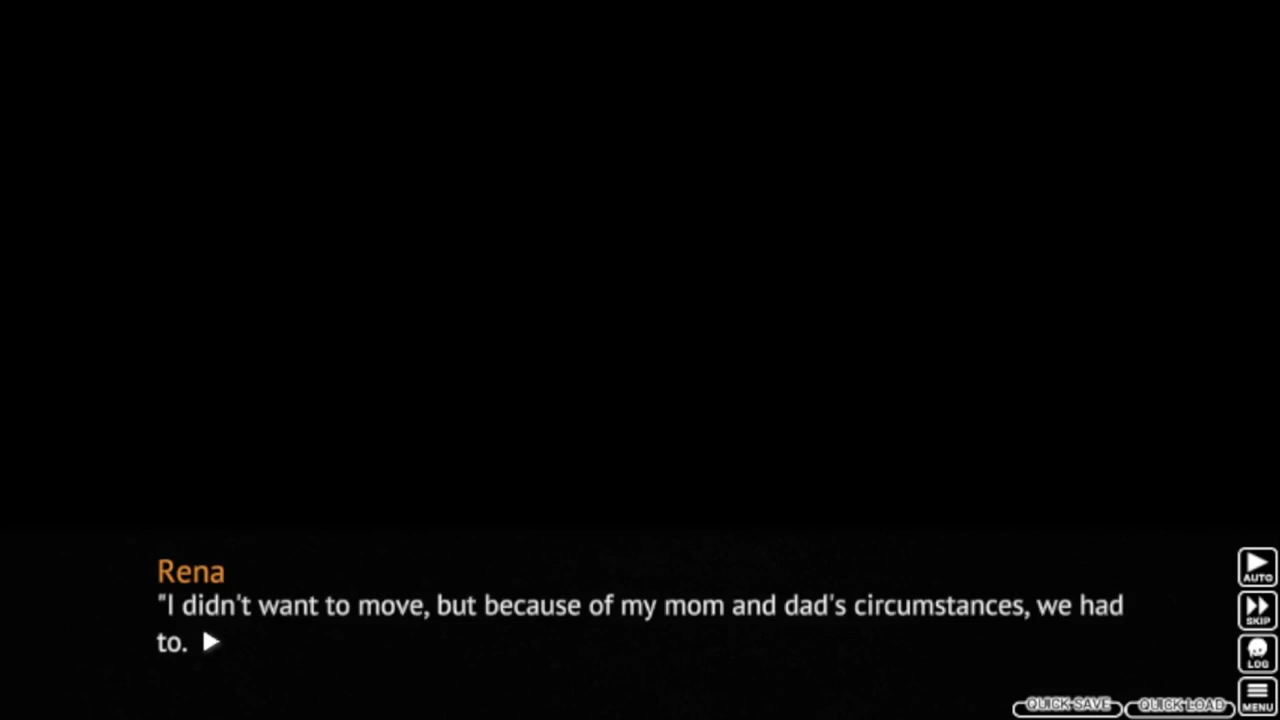 Rena
"I didn't want to move, but because of my mom and dad's circumstances, we had
to.
AUTO
SKIP
LOG
MENU
QUICK SAVE
QUICK LOAD